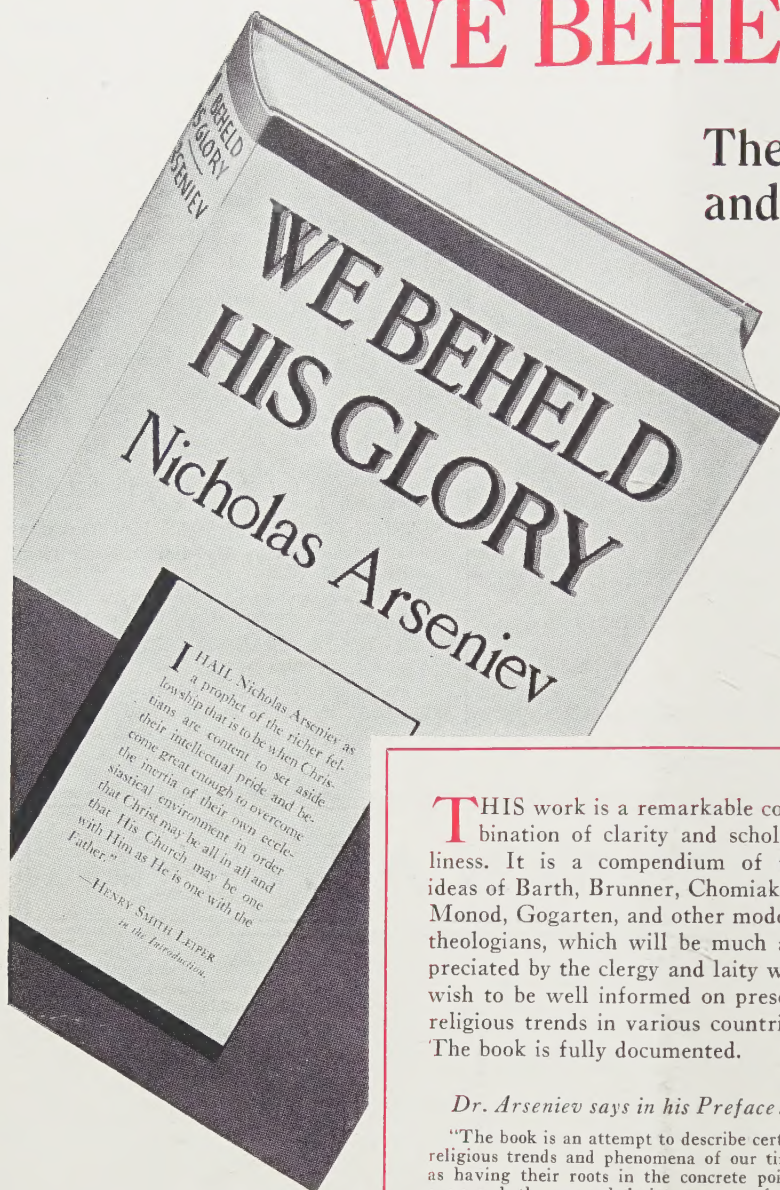 WE BEHE
The
and
BEHELD
IS GLORY
RSENIEV
WE BEHELD
HIS GLORY
Nicholas Arseniev
I HAIL Nicholas Arseniev as
a prophet of the richer fel-
lowship that is to be when Chris-
tians are content to set aside
their intellectual pride and be-
come great enough to overcome
the inertia of their own eccle-
siastical environment in order
that Christ may be all in all and
that His Church may be one
with Him as He is one with the
Father."
—HENRY SMITH LEIPER
in the Introduction.
THIS work is a remarkable co
bination of clarity and schol
liness. It is a compendium of
ideas of Barth, Brunner, Chomiak
Monod, Gogarten, and other mode
theologians, which will be much a
preciated by the clergy and laity w
wish to be well informed on prese
religious trends in various countri
The book is fully documented.
Dr. Arseniev says in his Preface
"The book is an attempt to describe cert
religious trends and phenomena of our ti
as having their roots in the concrete poi